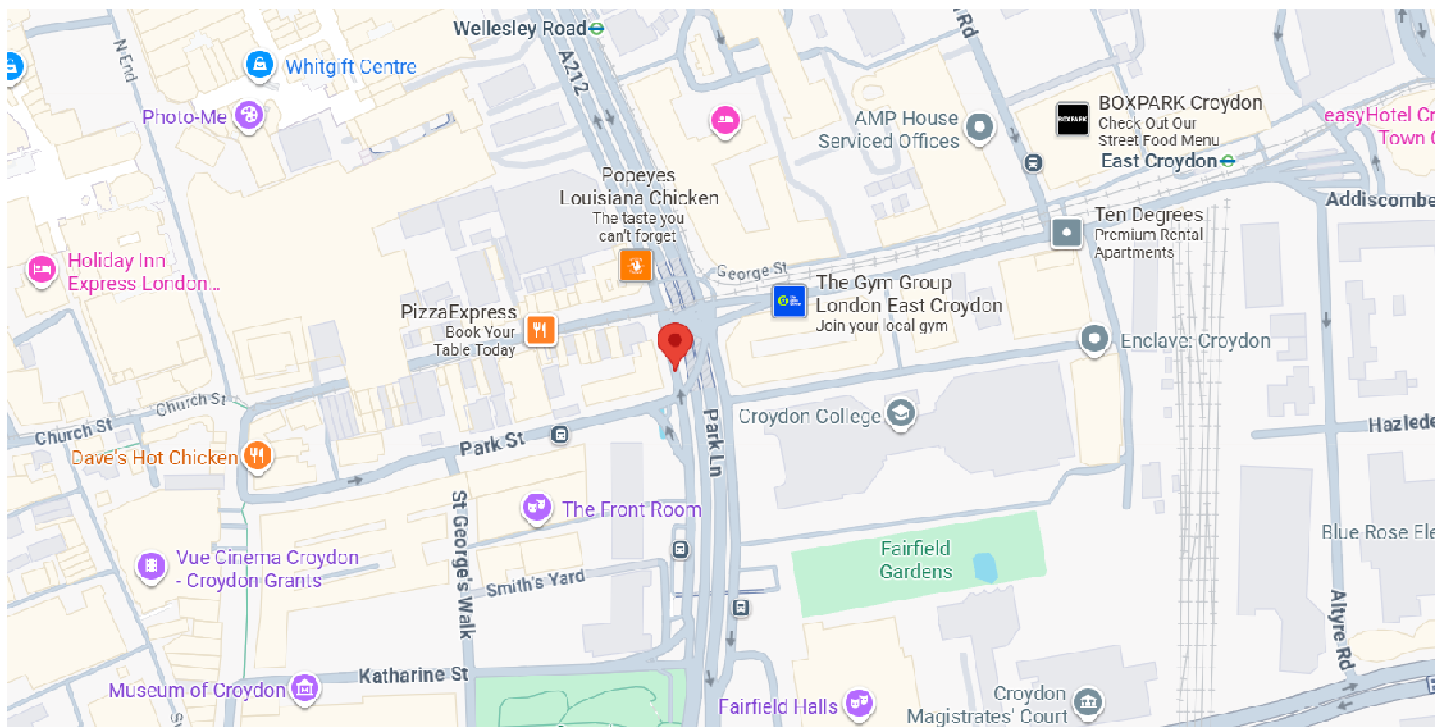 Wellesley Road
N End
A212
Rd
Whitgift Centre
Photo-Me
BOXPARK
BOXPARK Croydon
Check Out Our
Street Food Menu
AMP House
Serviced Offices
easyHotel Cr
Town C
East Croydon
Popeyes
Louisiana Chicken
The taste you
can't forget
Addiscombe
Ten Degrees
Premium Rental
Apartments
Holiday Inn
Express London...
George St
The Gym Group
London East Croydon
Join your local gym
PizzaExpress
Book Your
Table Today
Enclave: Croydon
Church St
Church St
Croydon College
Park Ln
Park St
Hazlede
Dave's Hot Chicken
The Front Room
St George's Walk
Blue Rose Ele
Fairfield
Gardens
Vue Cinema Croydon
- Croydon Grants
Smith's Yard
Altyre Rd
Katharine St
Museum of Croydon
Fairfield Halls
Croydon
Magistrates' Court